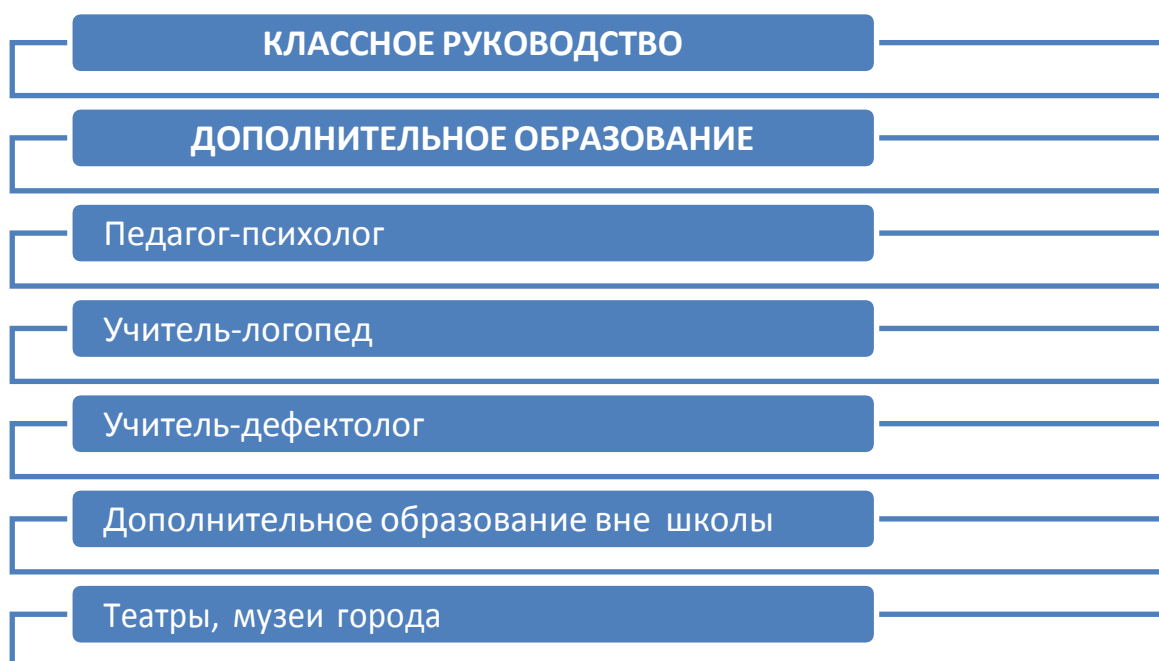 КЛАССНОЕ РУКОВОДСТВО
ДОПОЛНИТЕЛЬНОЕ ОБРАЗОВАНИЕ
Педагог-психолог
Учитель-логопед
Учитель-дефектолог
Дополнительное образование вне школы
Театры, музеи города